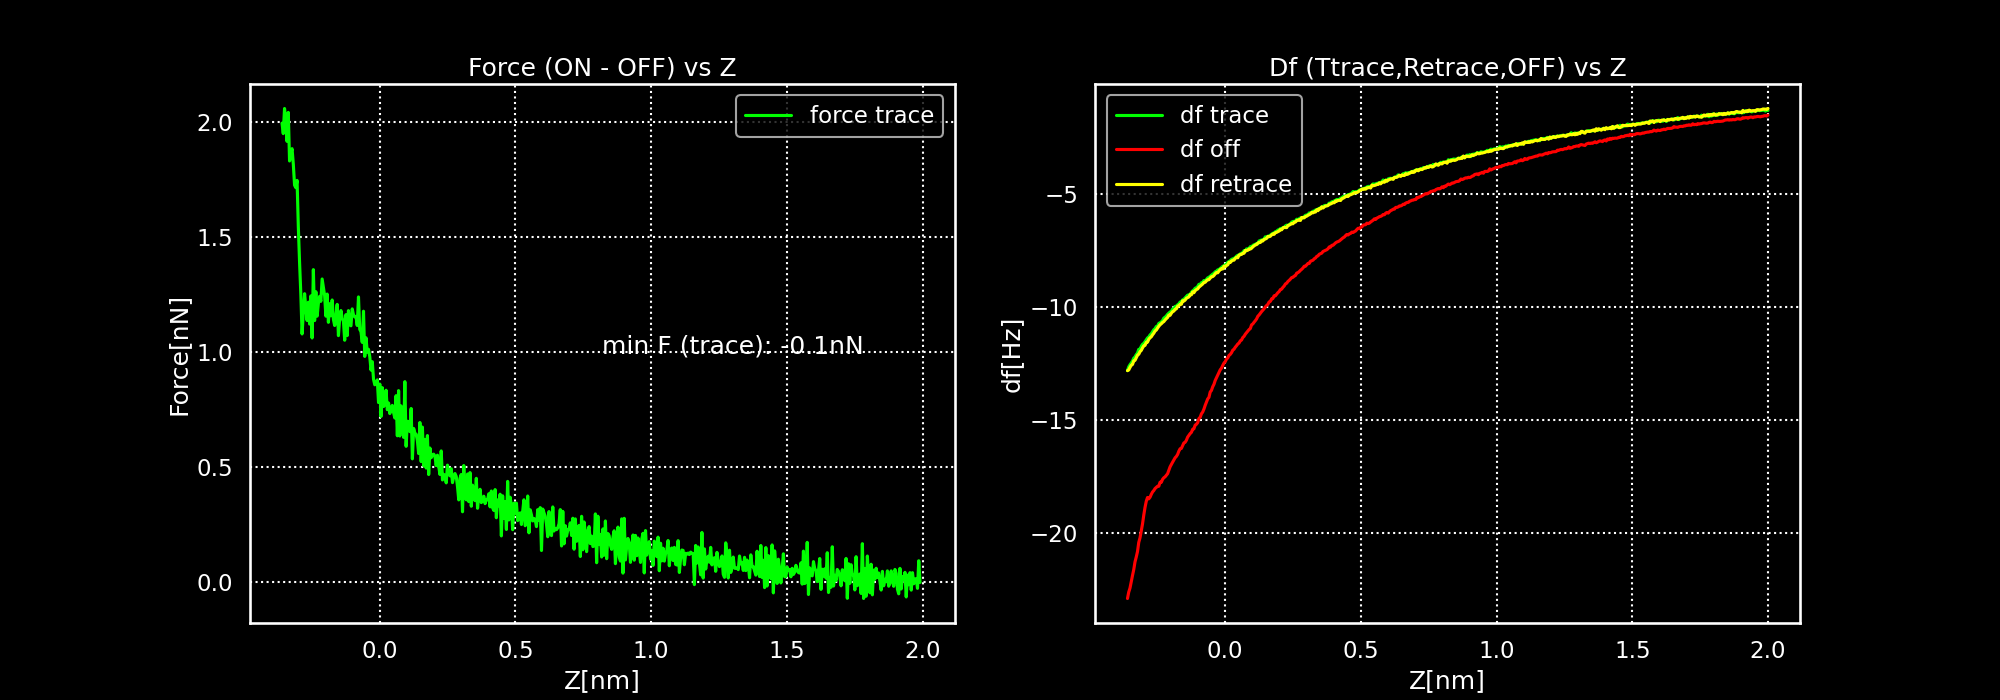 Force (ON - OFF) vs Z
force trace
2.0
1.5
1.0
0.5
0.0
Force[nN]
min F (trace): -0.1nN
0.0 0.5 1.0 1.5 2.0
Z[nm]
Df (Ttrace,Retrace,OFF) vs Z
df trace
df off
df retrace
−5
−10
−15
−20
df[Hz]
0.0 0.5 1.0 1.5 2.0
Z[nm]